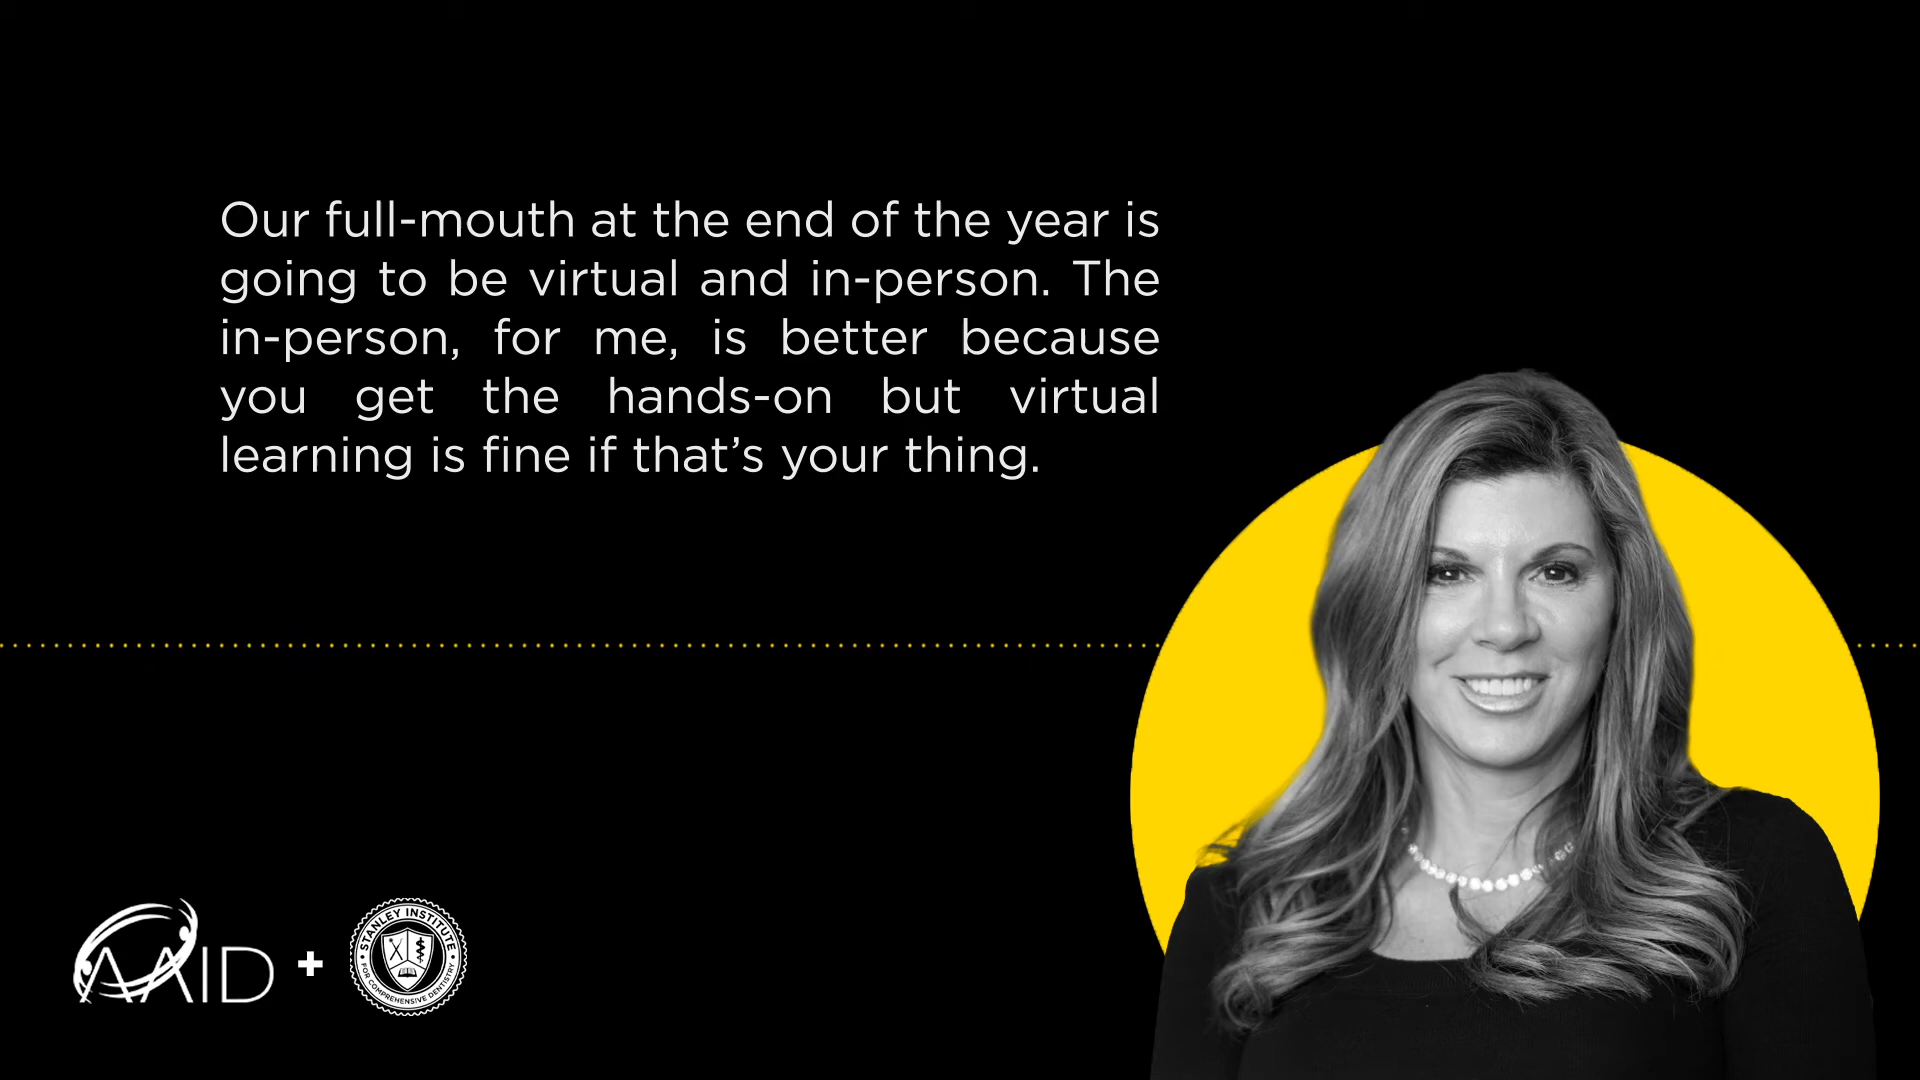 Our full-mouth at the end of the year is
going to be virtual and in-person. The
in-person, for me, is better because
you get the hands-on but virtual
learning is fine if that’s your thing.
AAID
+
STANLEY INSTITUTE
FOR COMPREHENSIVE DENTISTRY